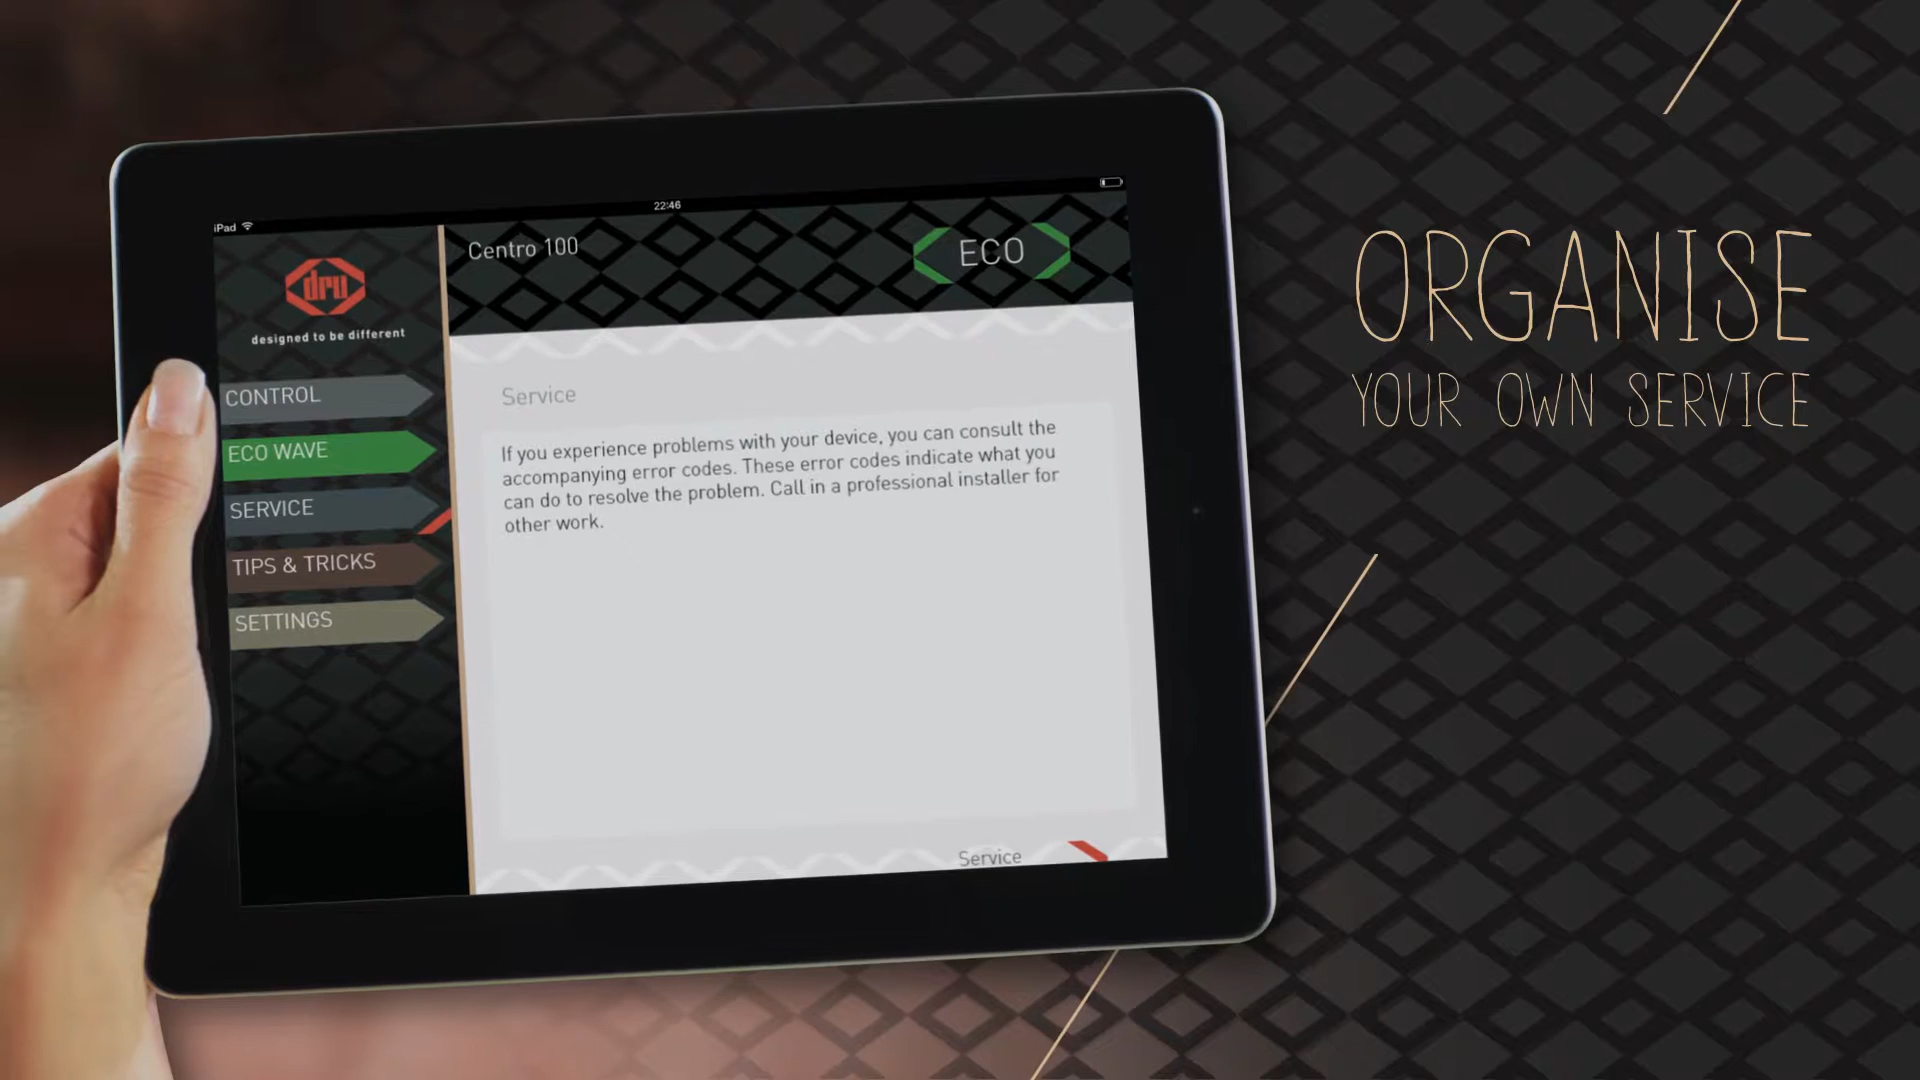 iPad
22:46
dru
designed to be different
Centro 100
ECO
CONTROL
ECO WAVE
SERVICE
TIPS & TRICKS
SETTINGS
Service
If you experience problems with your device, you can consult the
accompanying error codes. These error codes indicate what you
can do to resolve the problem. Call in a professional installer for
other work.
Service
ORGANISE
YOUR OWN SERVICE